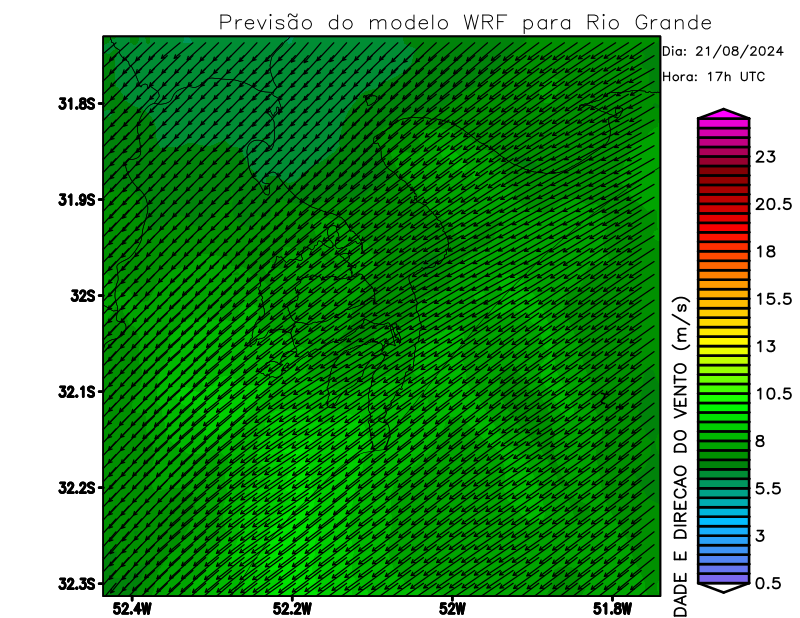 Previsão do modelo WRF para Rio Grande
Dia: 21/08/2024
Hora: 17h UTC
31.8S
31.9S
32S
32.1S
32.2S
32.3S
52.4W
52.2W
52W
51.8W
23
20.5
18
15.5
13
10.5
8
5.5
3
0.5
DADE E DIRECAO DO VENTO (m/s)